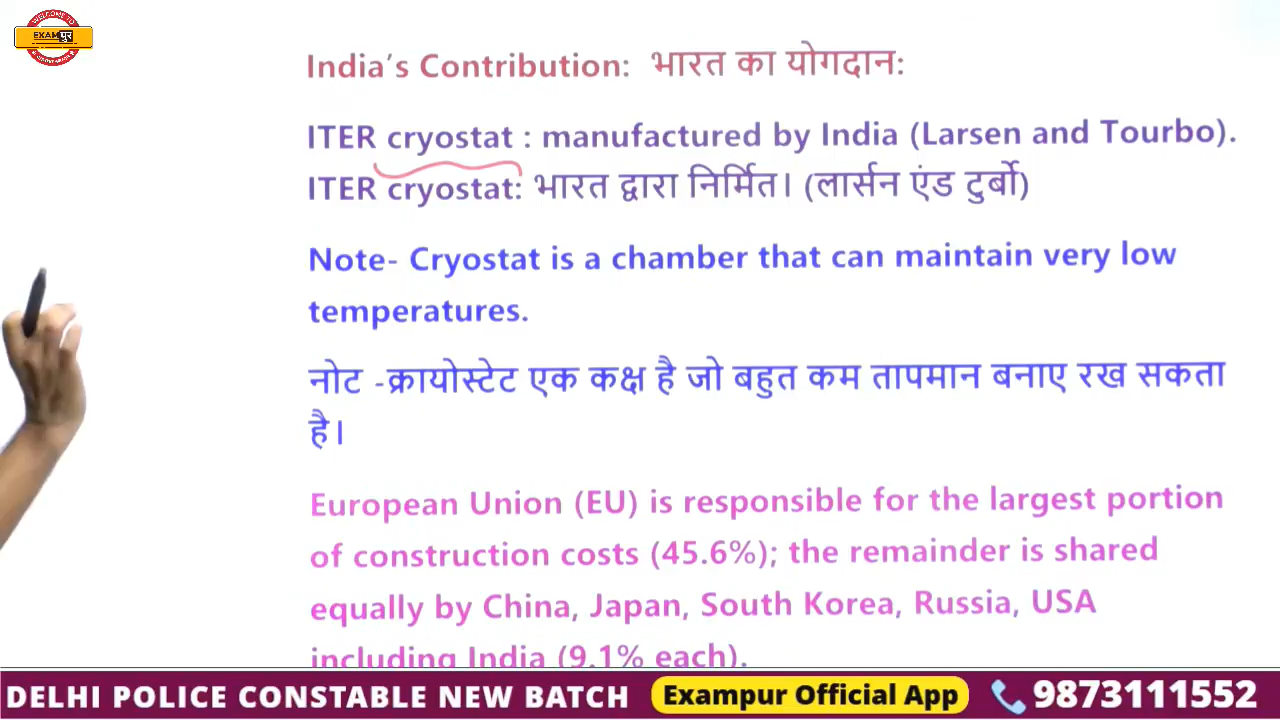 WELCOME TO
EXAMपुर
India's Contribution: भारत का योगदान:
ITER cryostat : manufactured by India (Larsen and Tourbo).
ITER cryostat: भारत द्वारा निर्मित। (लार्सन एंड टुर्बो)
Note- Cryostat is a chamber that can maintain very low
temperatures.
नोट -क्रायोस्टेट एक कक्ष है जो बहुत कम तापमान बनाए रख सकता
है।
European Union (EU) is responsible for the largest portion
of construction costs (45.6%); the remainder is shared
equally by China, Japan, South Korea, Russia, USA
including India (9.1% each).
DELHI POLICE CONSTABLE NEW BATCH Exampur Official App 9873111552